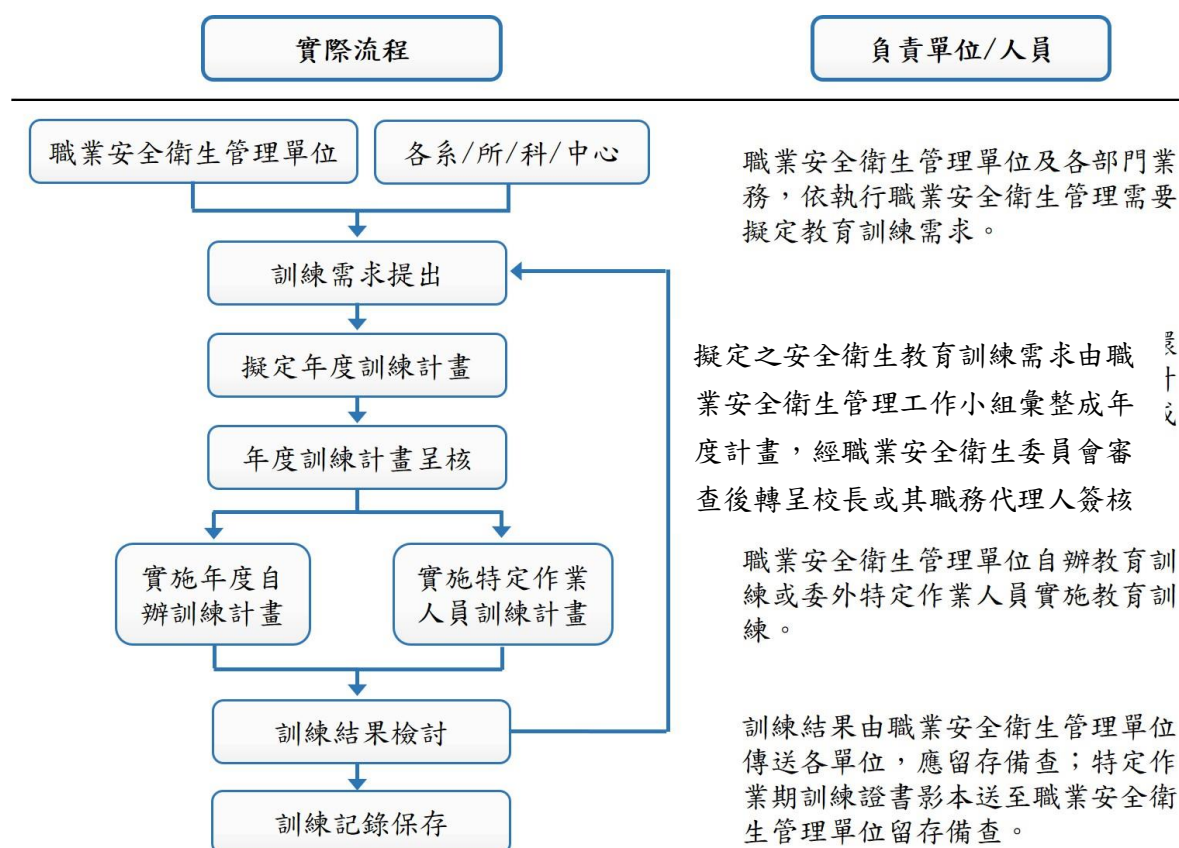 實際流程
負責單位/人員
職業安全衛生管理單位
各系/所/科/中心
職業安全衛生管理單位及各部門業
務，依執行職業安全衛生管理需要
擬定教育訓練需求。
訓練需求提出
擬定年度訓練計畫
年度訓練計畫呈核
擬定之安全衛生教育訓練需求由職
業安全衛生管理工作小組彙整成年
度計畫，經職業安全衛生委員會審
查後轉呈校長或其職務代理人簽核
實施年度自
辦訓練計畫
實施特定作業
人員訓練計畫
職業安全衛生管理單位自辦教育訓
練或委外特定作業人員實施教育訓
練。
訓練結果檢討
訓練記錄保存
訓練結果由職業安全衛生管理單位
傳送各單位，應留存備查；特定作
業期訓練證書影本送至職業安全衛
生管理單位留存備查。